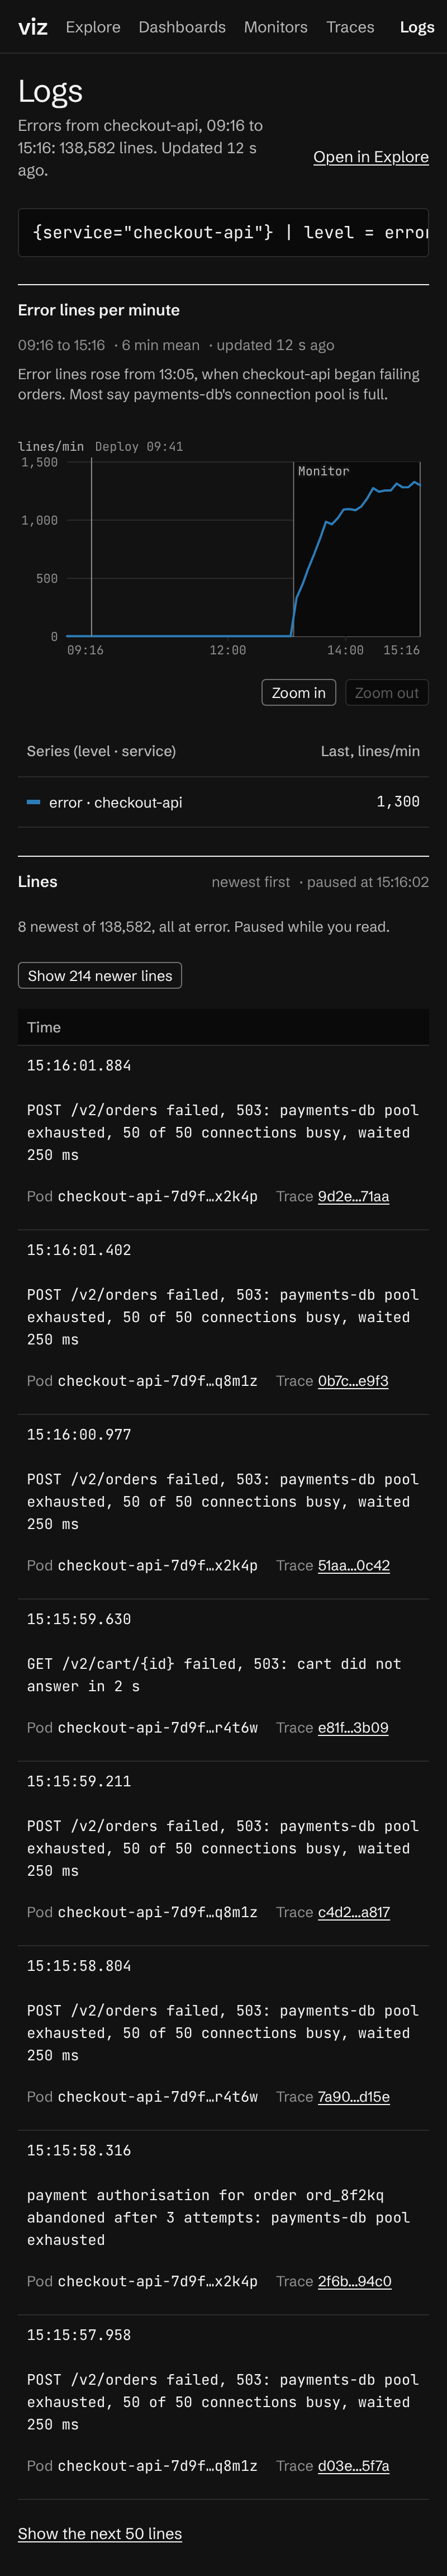 viz Explore Dashboards Monitors Traces Logs
Logs
Errors from checkout-api, 09:16 to
15:16: 138,582 lines. Updated 12 s
ago.
Open in Explore
{service="checkout-api"} | level = error
Error lines per minute
09:16 to 15:16 · 6 min mean · updated 12 s ago
Error lines rose from 13:05, when checkout-api began failing
orders. Most say payments-db's connection pool is full.
lines/min Deploy 09:41
1,500
Monitor
1,000
500
0
09:16 12:00 14:00 15:16
Zoom in Zoom out
Series (level · service) Last, lines/min
error · checkout-api 1,300
Lines newest first · paused at 15:16:02
8 newest of 138,582, all at error. Paused while you read.
Show 214 newer lines
Time
15:16:01.884
POST /v2/orders failed, 503: payments-db pool
exhausted, 50 of 50 connections busy, waited
250 ms
Pod checkout-api-7d9f…x2k4p Trace 9d2e…71aa
15:16:01.402
POST /v2/orders failed, 503: payments-db pool
exhausted, 50 of 50 connections busy, waited
250 ms
Pod checkout-api-7d9f…q8m1z Trace 0b7c…e9f3
15:16:00.977
POST /v2/orders failed, 503: payments-db pool
exhausted, 50 of 50 connections busy, waited
250 ms
Pod checkout-api-7d9f…x2k4p Trace 51aa…0c42
15:15:59.630
GET /v2/cart/{id} failed, 503: cart did not
answer in 2 s
Pod checkout-api-7d9f…r4t6w Trace e81f…3b09
15:15:59.211
POST /v2/orders failed, 503: payments-db pool
exhausted, 50 of 50 connections busy, waited
250 ms
Pod checkout-api-7d9f…q8m1z Trace c4d2…a817
15:15:58.804
POST /v2/orders failed, 503: payments-db pool
exhausted, 50 of 50 connections busy, waited
250 ms
Pod checkout-api-7d9f…r4t6w Trace 7a90…d15e
15:15:58.316
payment authorisation for order ord_8f2kq
abandoned after 3 attempts: payments-db pool
exhausted
Pod checkout-api-7d9f…x2k4p Trace 2f6b…94c0
15:15:57.958
POST /v2/orders failed, 503: payments-db pool
exhausted, 50 of 50 connections busy, waited
250 ms
Pod checkout-api-7d9f…q8m1z Trace d03e…5f7a
Show the next 50 lines